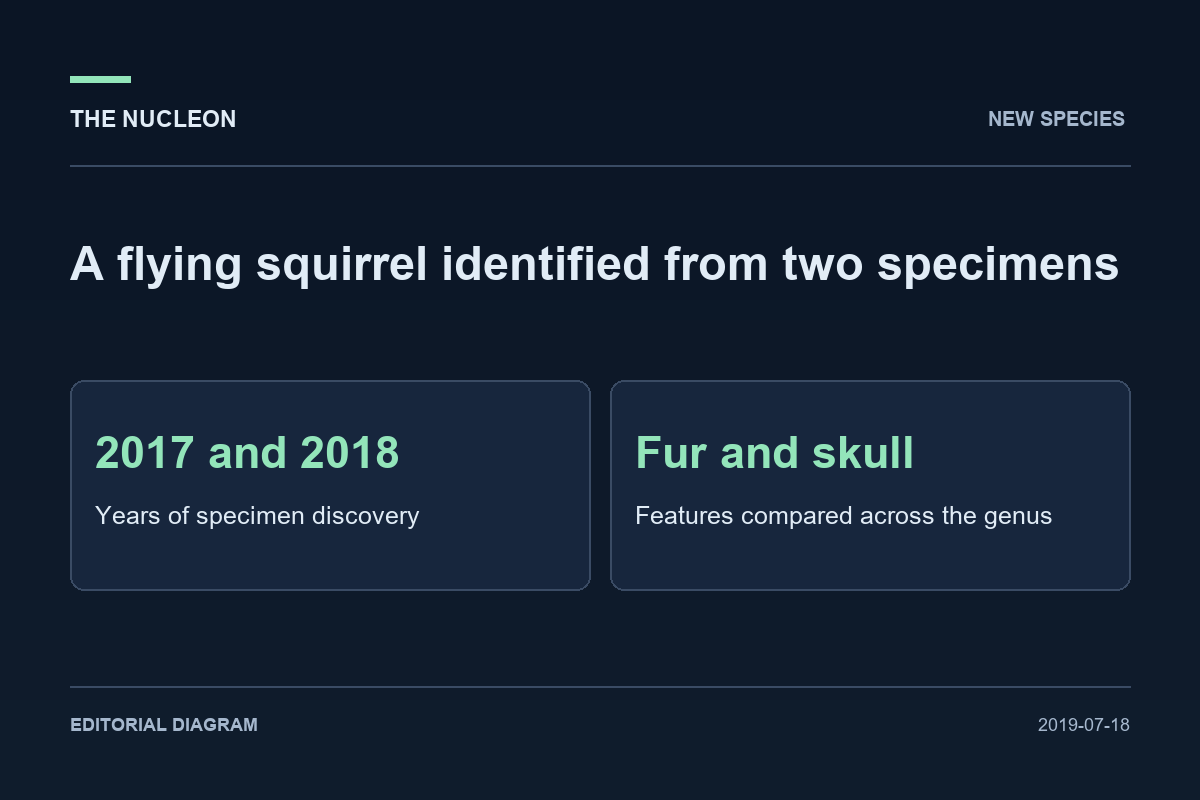 THE NUCLEON
NEW SPECIES
A flying squirrel identified from two specimens
2017 and 2018
Years of specimen discovery
Fur and skull
Features compared across the genus
EDITORIAL DIAGRAM
2019-07-18